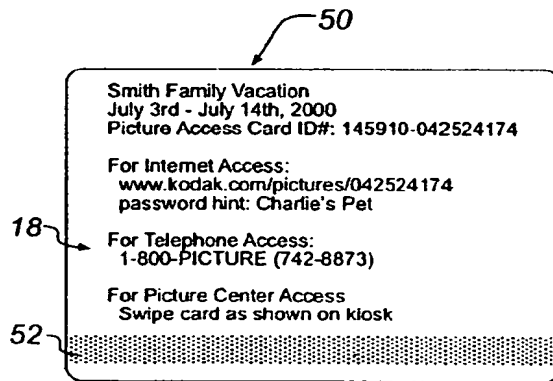 50
Smith Family Vacation
July 3rd - July 14th, 2000
Picture Access Card ID#: 145910-042524174
For Internet Access:
www.kodak.com/pictures/042524174
password hint: Charlie's Pet
18
For Telephone Access:
1-800-PICTURE (742-8873)
For Picture Center Access
Swipe card as shown on kiosk
52